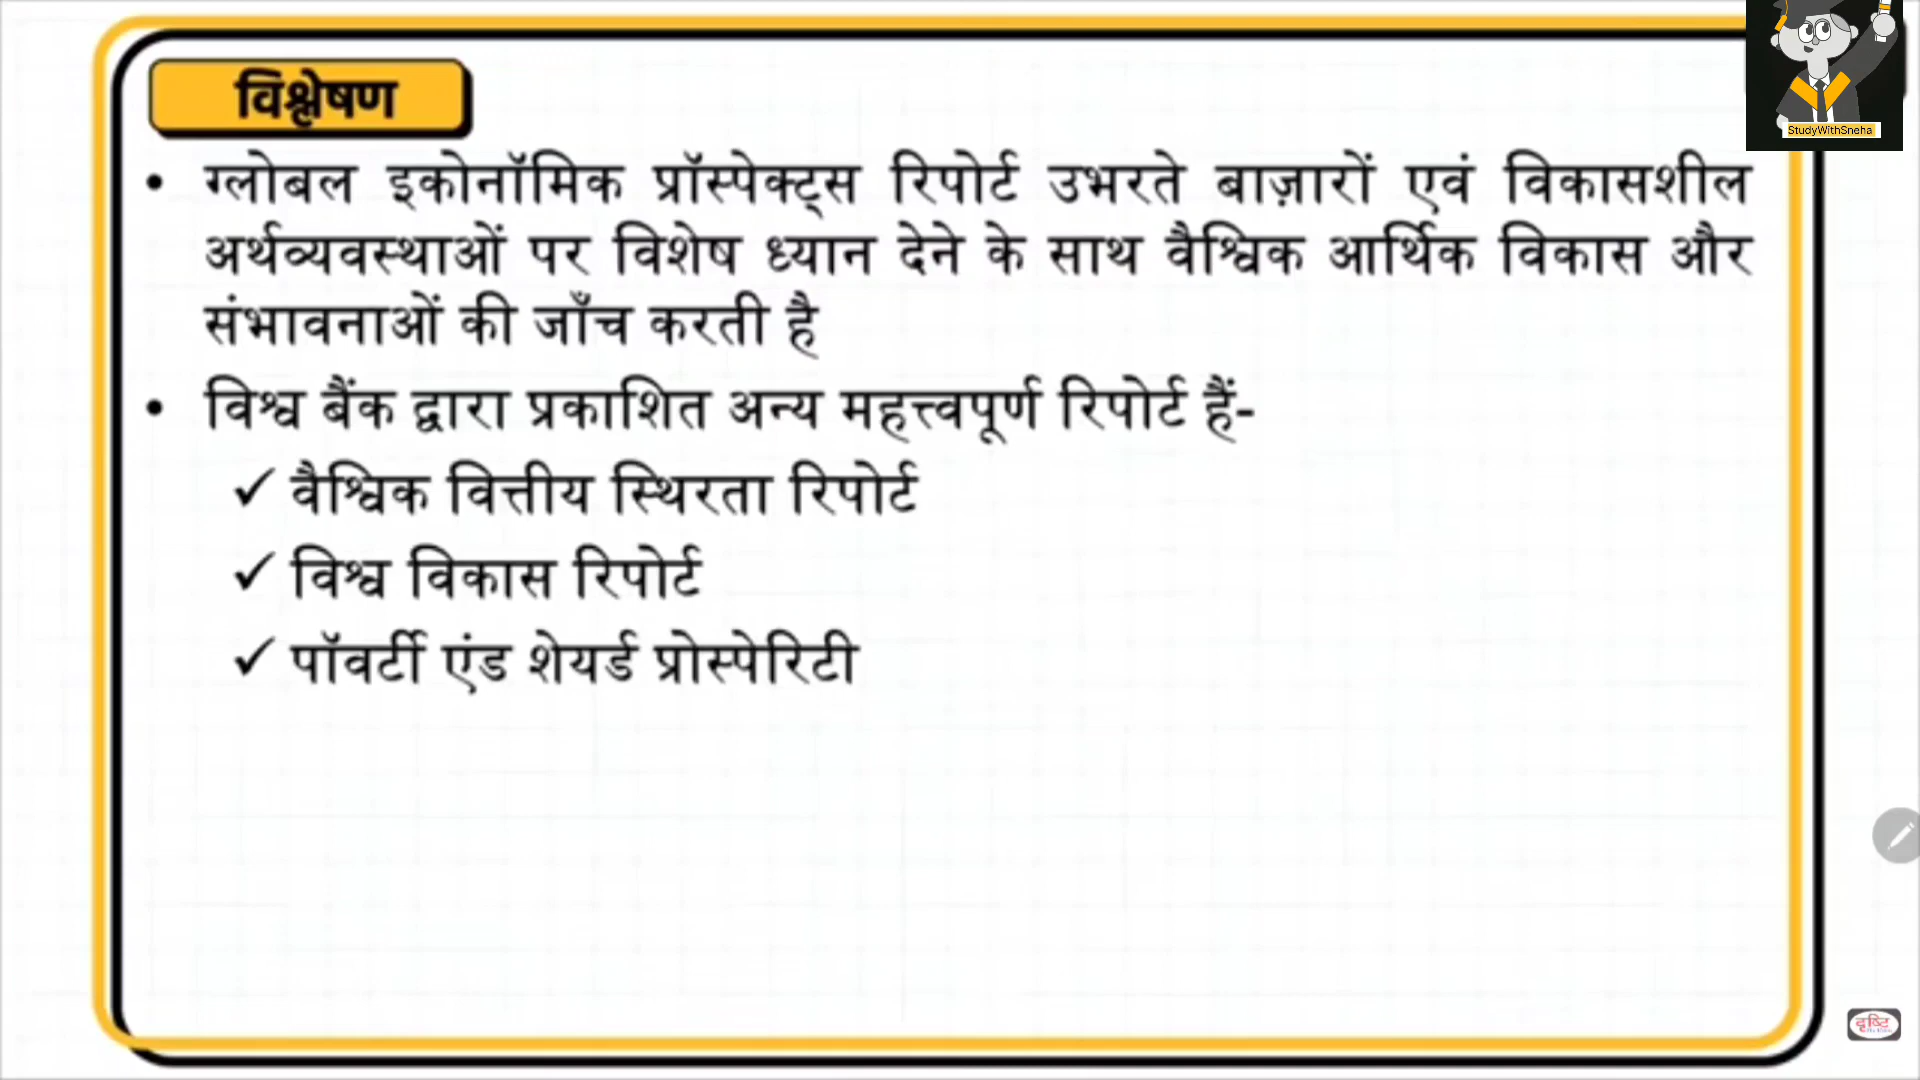 StudyWithSneha
विश्लेषण
• ग्लोबल इकोनॉमिक प्रॉस्पेक्ट्स रिपोर्ट उभरते बाज़ारों एवं विकासशील
अर्थव्यवस्थाओं पर विशेष ध्यान देने के साथ वैश्विक आर्थिक विकास और
संभावनाओं की जाँच करती है
• विश्व बैंक द्वारा प्रकाशित अन्य महत्त्वपूर्ण रिपोर्ट हैं-
✓ वैश्विक वित्तीय स्थिरता रिपोर्ट
✓ विश्व विकास रिपोर्ट
✓ पॉवर्टी एंड शेयर्ड प्रोस्पेरिटी
दृष्टि